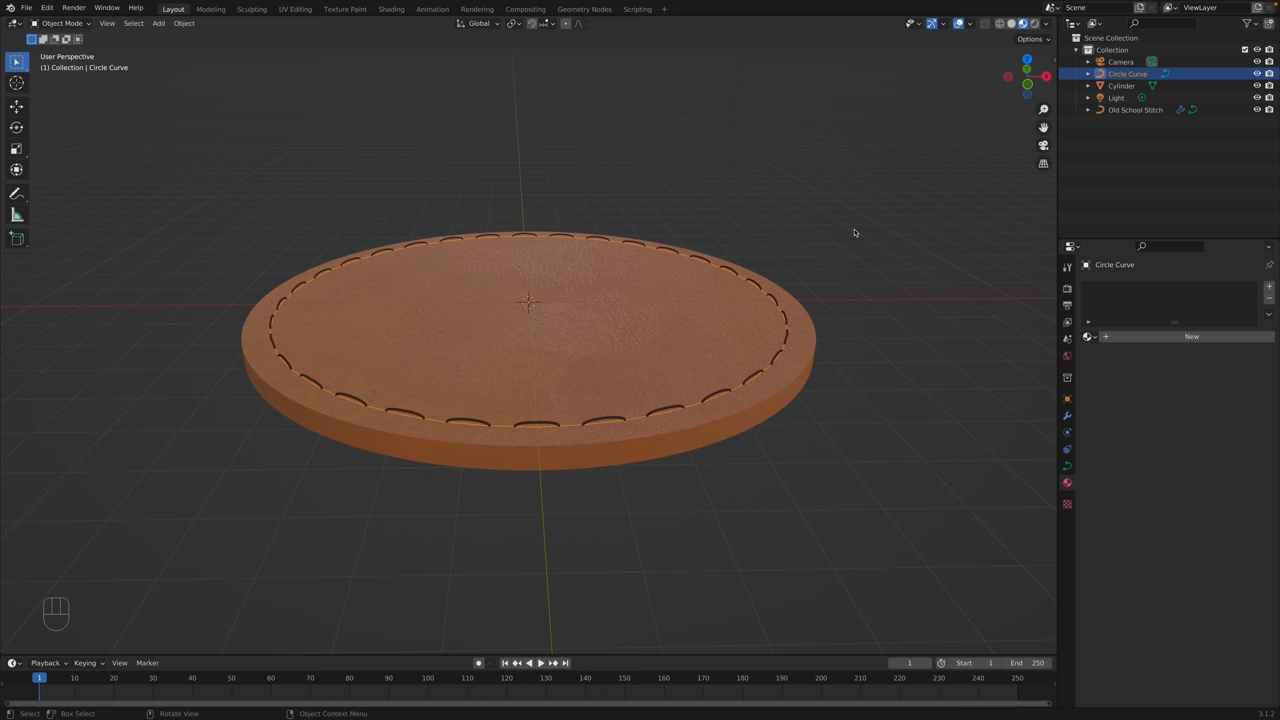 File Edit Render Window Help Layout Modeling Sculpting UV Editing Texture Paint Shading Animation Rendering Compositing Geometry Nodes Scripting Scene ViewLayer
Object Mode View Select Add Object Global
Options
User Perspective
(1) Collection | Circle Curve
Z
Y
X
Scene Collection
Collection
Camera
Circle Curve
Cylinder
Light
Old School Stitch
Circle Curve
New
Playback Keying View Marker 1 Start 1 End 250
1 10 20 30 40 50 60 70 80 90 100 110 120 130 140 150 160 170 180 190 200 210 220 230 240 250
Select Box Select Rotate View Object Context Menu 3.1.2